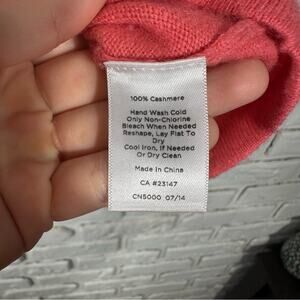 100% Cashmere
Hand Wash Cold
Only Non-Chlorine
Bleach When Needed
Reshape, Lay Flat To
Dry
Cool Iron, If Needed
Or Dry Clean
Made in China
CA #23147
CN5000 07/14